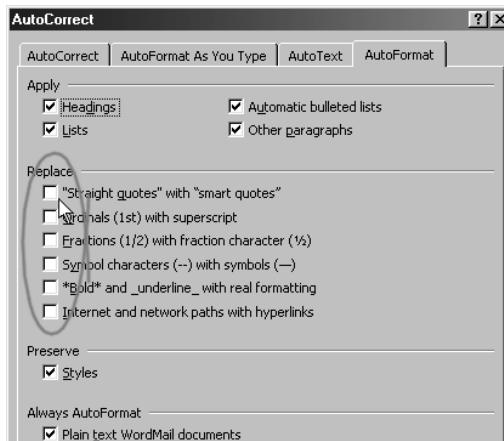 AutoCorrect
AutoCorrect AutoFormat As You Type AutoText AutoFormat
Apply
Headings Automatic bulleted lists
Lists Other paragraphs
Replace
"Straight quotes" with “smart quotes”
Ordinals (1st) with superscript
Fractions (1/2) with fraction character (½)
Symbol characters (--) with symbols (—)
*Bold* and _underline_ with real formatting
Internet and network paths with hyperlinks
Preserve
Styles
Always AutoFormat
Plain text WordMail documents